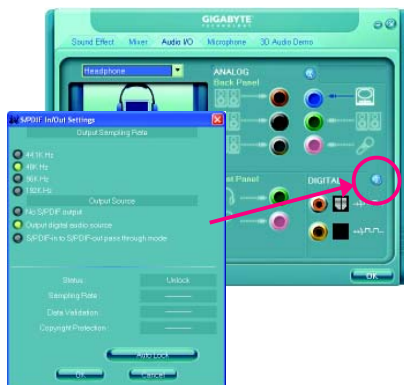 GIGABYTE
TECHNOLOGY
Sound Effect Mixer Audio I/O Microphone 3D Audio Demo
Headphone
ANALOG
Back Panel
S/PDIF In/Out Settings
Output Sampling Rate
44.1K Hz
48K Hz
96K Hz
192K Hz
Output Source
No S/PDIF output
Output digital audio source
S/PDIF-in to S/PDIF-out pass through mode
Status Unlock
Sampling Rate
Data Validation
Copyright Protection
Auto Lock
OK Cancel
Panel
DIGITAL
OK